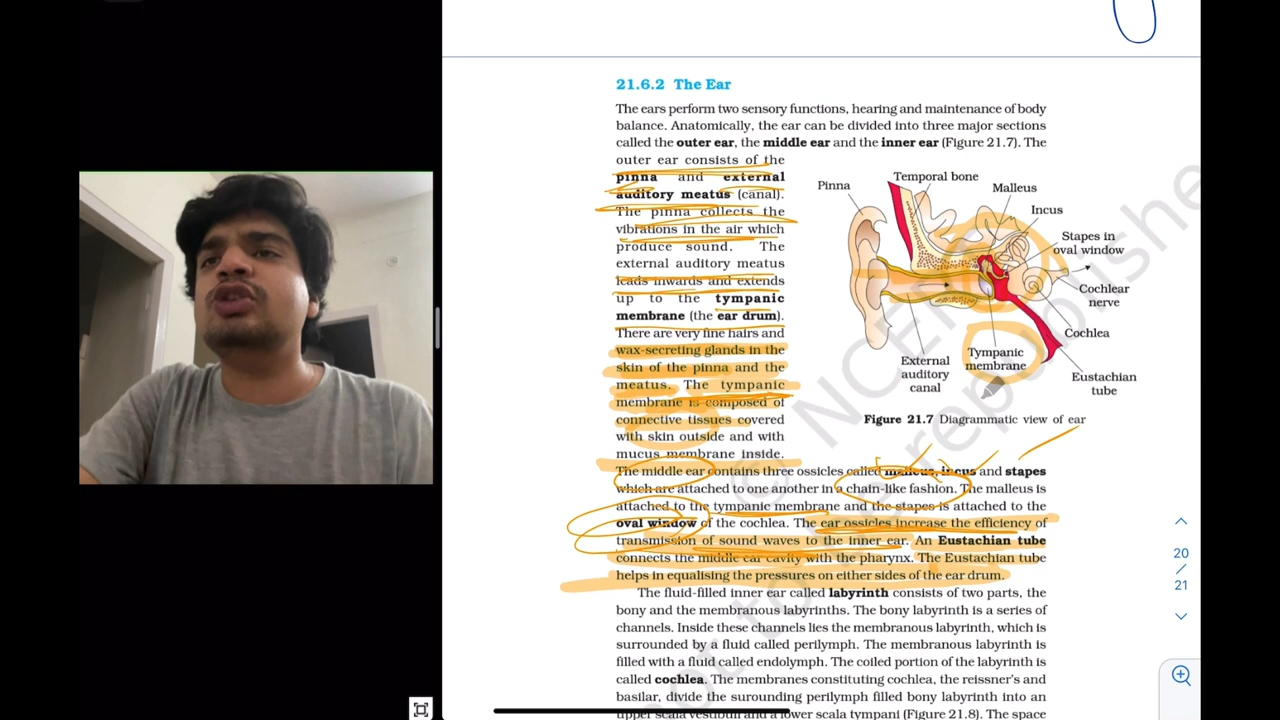 21.6.2 The Ear
The ears perform two sensory functions, hearing and maintenance of body
balance. Anatomically, the ear can be divided into three major sections
called the outer ear, the middle ear and the inner ear (Figure 21.7). The
outer ear consists of the
pinna and external
auditory meatus (canal).
The pinna collects the
vibrations in the air which
produce sound. The
external auditory meatus
leads inwards and extends
up to the tympanic
membrane (the ear drum).
There are very fine hairs and
wax-secreting glands in the
skin of the pinna and the
meatus. The tympanic
membrane is composed of
connective tissues covered
with skin outside and with
mucus membrane inside.
The middle ear contains three ossicles called malleus, incus and stapes
which are attached to one another in a chain-like fashion. The malleus is
attached to the tympanic membrane and the stapes is attached to the
oval window of the cochlea. The ear ossicles increase the efficiency of
transmission of sound waves to the inner ear. An Eustachian tube
connects the middle ear cavity with the pharynx. The Eustachian tube
helps in equalising the pressures on either sides of the ear drum.
The fluid-filled inner ear called labyrinth consists of two parts, the
bony and the membranous labyrinths. The bony labyrinth is a series of
channels. Inside these channels lies the membranous labyrinth, which is
surrounded by a fluid called perilymph. The membranous labyrinth is
filled with a fluid called endolymph. The coiled portion of the labyrinth is
called cochlea. The membranes constituting cochlea, the reissner's and
basilar, divide the surounding perilymph filled bony labyrinth into an
upper scala vestibuli and a lower scala tympani (Figure 21.8). The space
Pinna
Temporal bone
Malleus
Incus
Stapes in
oval window
Cochlear
nerve
Cochlea
Eustachian
tube
Tympanic
membrane
External
auditory
canal
Figure 21.7 Diagrammatic view of ear
20
/
21